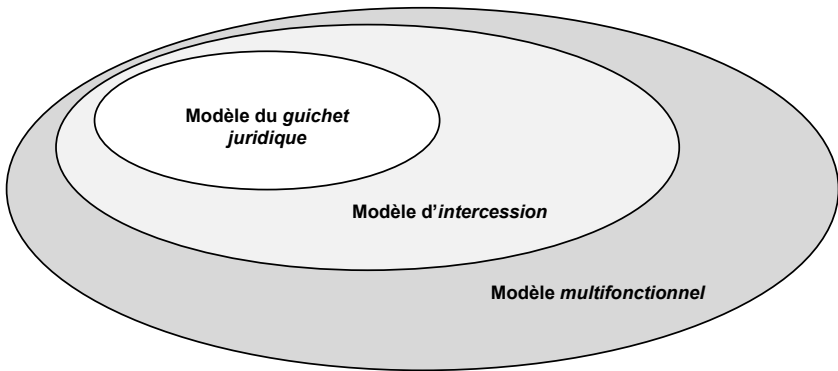 Modèle du guichet
juridique
Modèle d'intercession
Modèle multifonctionnel